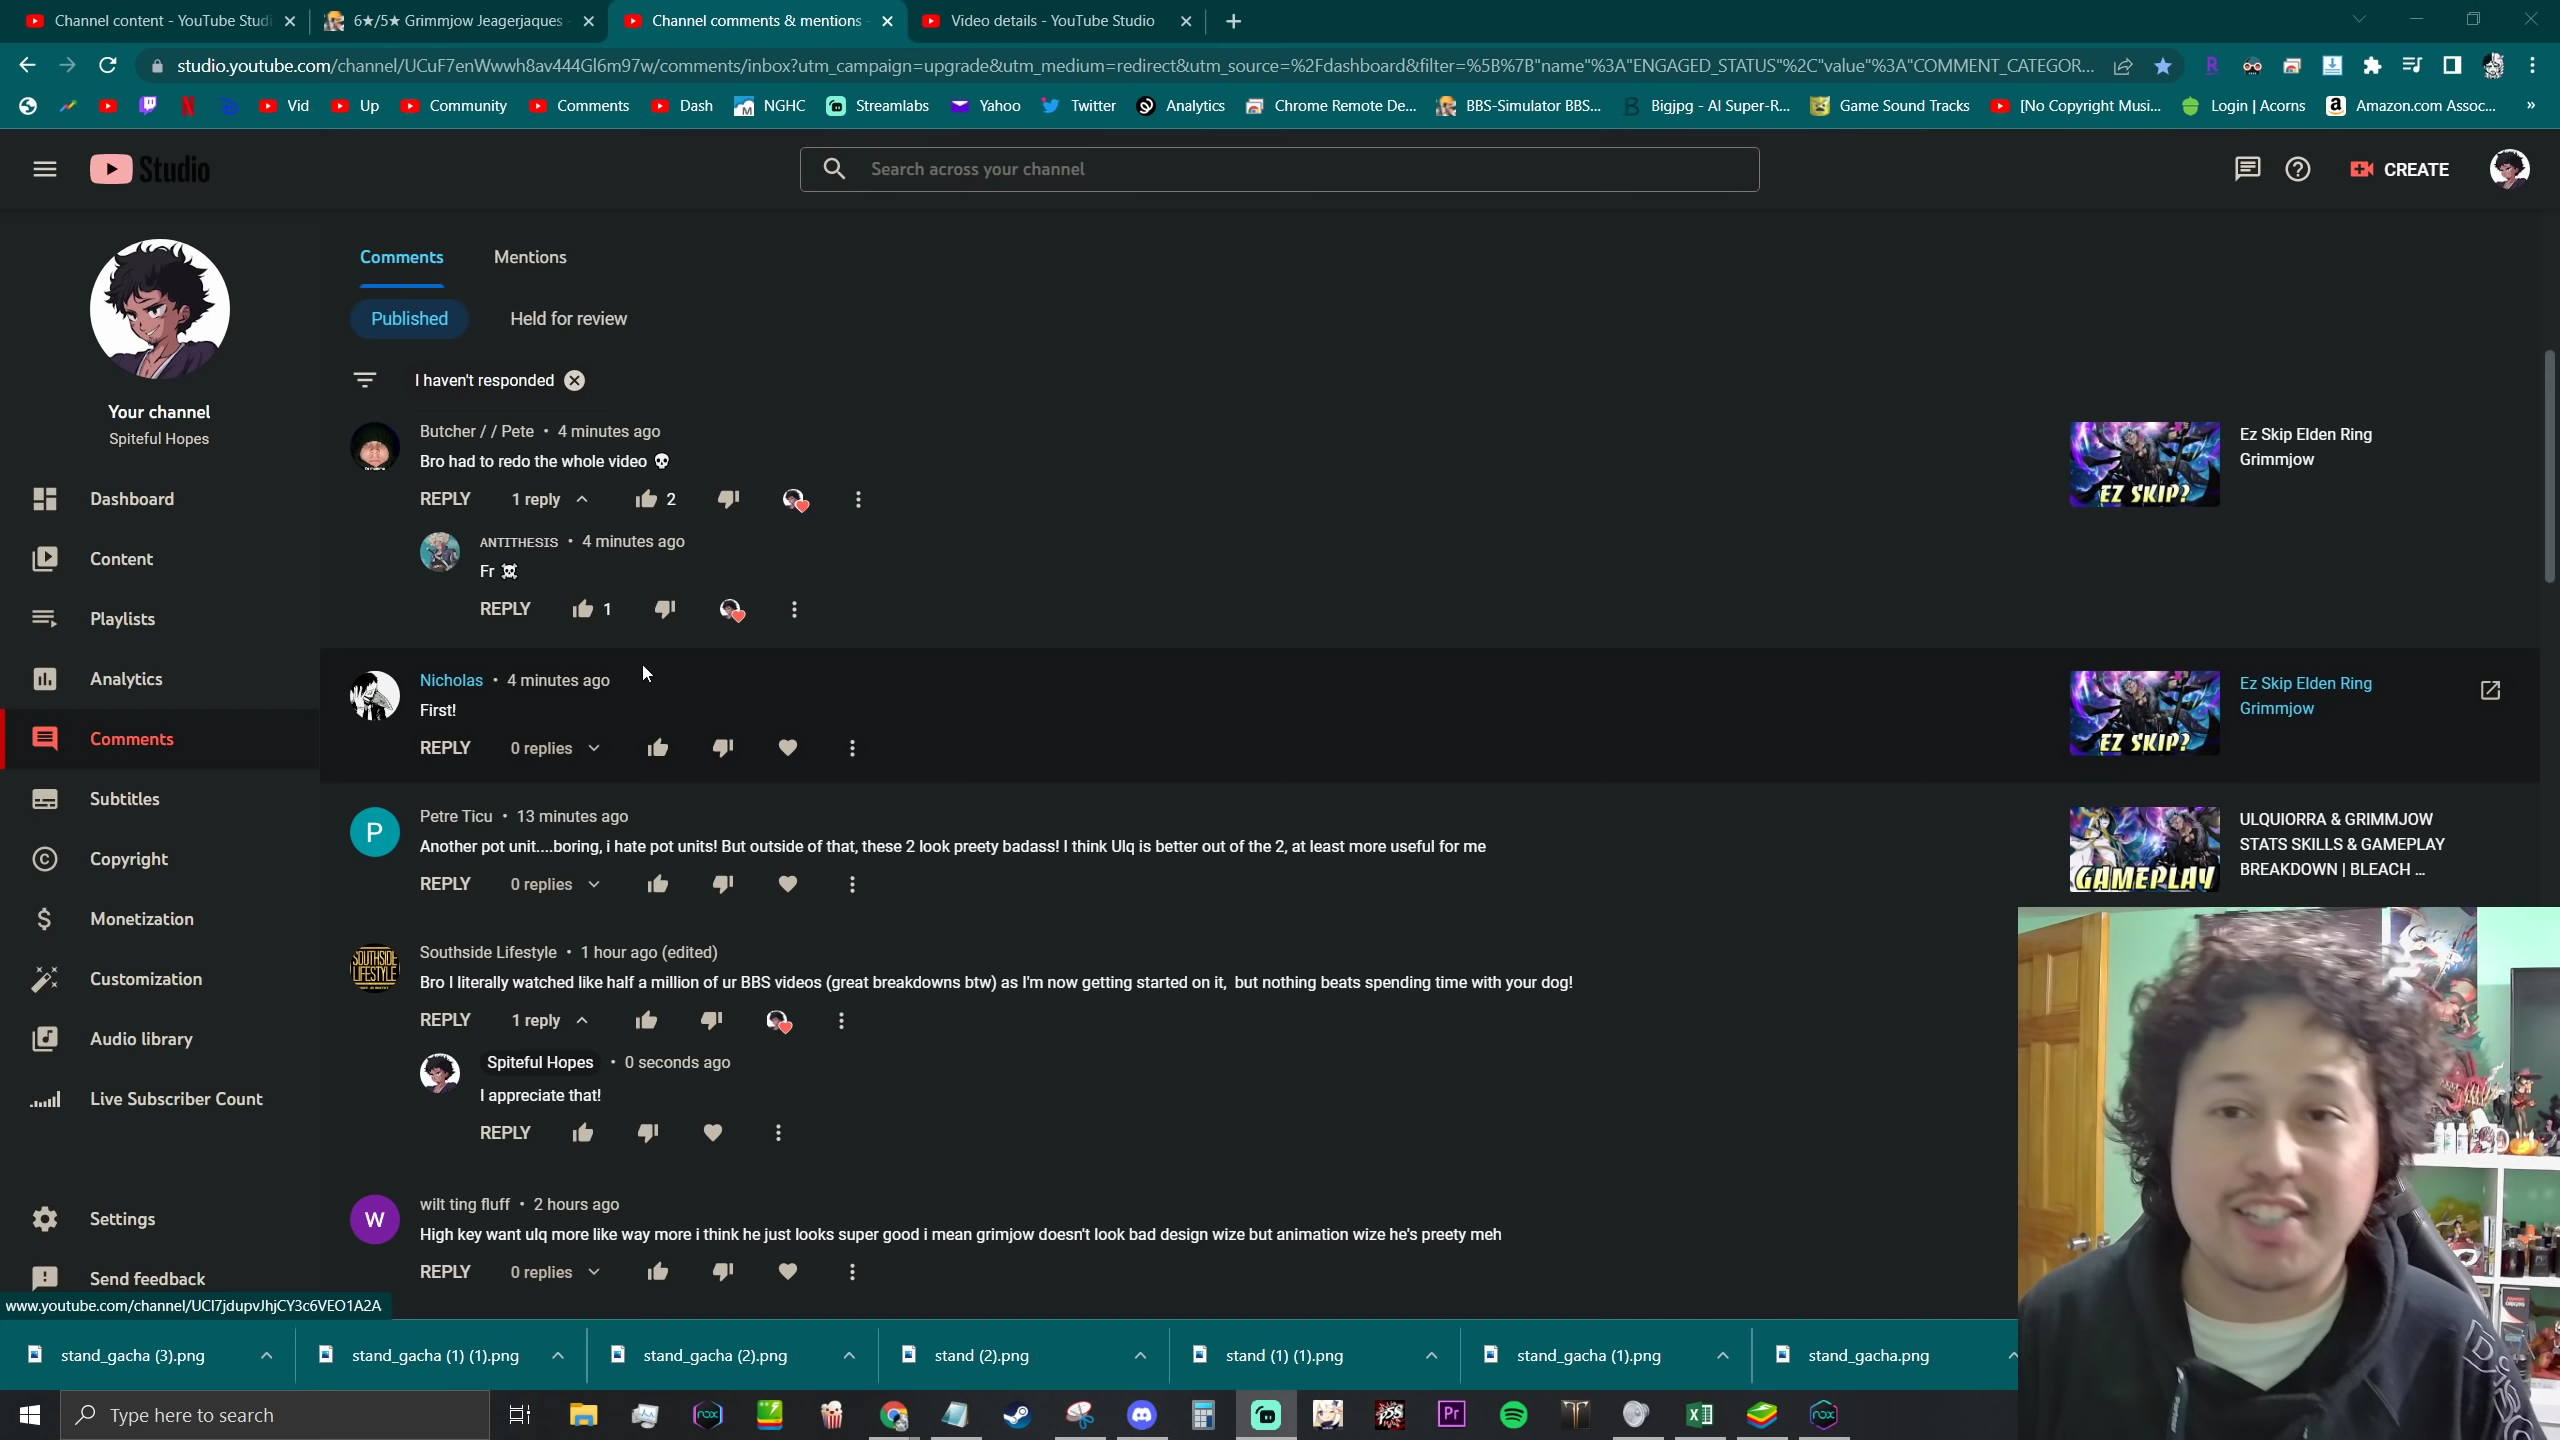 Channel content - YouTube Studi
6★/5★ Grimmjow Jeagerjaques -
Channel comments & mentions -
Video details - YouTube Studio
studio.youtube.com/channel/UCuF7enWwwh8av444Gl6m97w/comments/inbox?utm_campaign=upgrade&utm_medium=redirect&utm_source=%2Fdashboard&filter=%5B%7B"name"%3A"ENGAGED_STATUS"%2C"value"%3A"COMMENT_CATEGOR...
Vid
Up
Community
Comments
Dash
NGHC
Streamlabs
Yahoo
Twitter
Analytics
Chrome Remote De...
BBS-Simulator BBS...
Bigjpg - AI Super-R...
Game Sound Tracks
[No Copyright Musi...
Login | Acorns
Amazon.com Assoc...
»
Studio
Search across your channel
CREATE
Your channel
Spiteful Hopes
Dashboard
Content
Playlists
Analytics
Comments
Subtitles
Copyright
Monetization
Customization
Audio library
Live Subscriber Count
Settings
Send feedback
www.youtube.com/channel/UCl7jdupvJhjCY3c6VEO1A2A
Comments
Mentions
Published
Held for review
I haven't responded
Butcher / / Pete • 4 minutes ago
Bro had to redo the whole video 💀
REPLY 1 reply 2
Ez Skip Elden Ring
Grimmjow
EZ SKIP?
ANTITHESIS • 4 minutes ago
Fr ☠
REPLY 1
Nicholas • 4 minutes ago
First!
REPLY 0 replies
Ez Skip Elden Ring
Grimmjow
EZ SKIP?
P
Petre Ticu • 13 minutes ago
Another pot unit....boring, i hate pot units! But outside of that, these 2 look preety badass! I think Ulq is better out of the 2, at least more useful for me
REPLY 0 replies
ULQUIORRA & GRIMMJOW
STATS SKILLS & GAMEPLAY
BREAKDOWN | BLEACH ...
GAMEPLAY
SOUTHSIDE
LIFESTYLE
Southside Lifestyle • 1 hour ago (edited)
Bro I literally watched like half a million of ur BBS videos (great breakdowns btw) as I'm now getting started on it, but nothing beats spending time with your dog!
REPLY 1 reply
Spiteful Hopes • 0 seconds ago
I appreciate that!
REPLY
W
wilt ting fluff • 2 hours ago
High key want ulq more like way more i think he just looks super good i mean grimjow doesn't look bad design wize but animation wize he's preety meh
REPLY 0 replies
stand_gacha (3).png
stand_gacha (1) (1).png
stand_gacha (2).png
stand (2).png
stand (1) (1).png
stand_gacha (1).png
stand_gacha.png
Type here to search
nox
Pr
nox